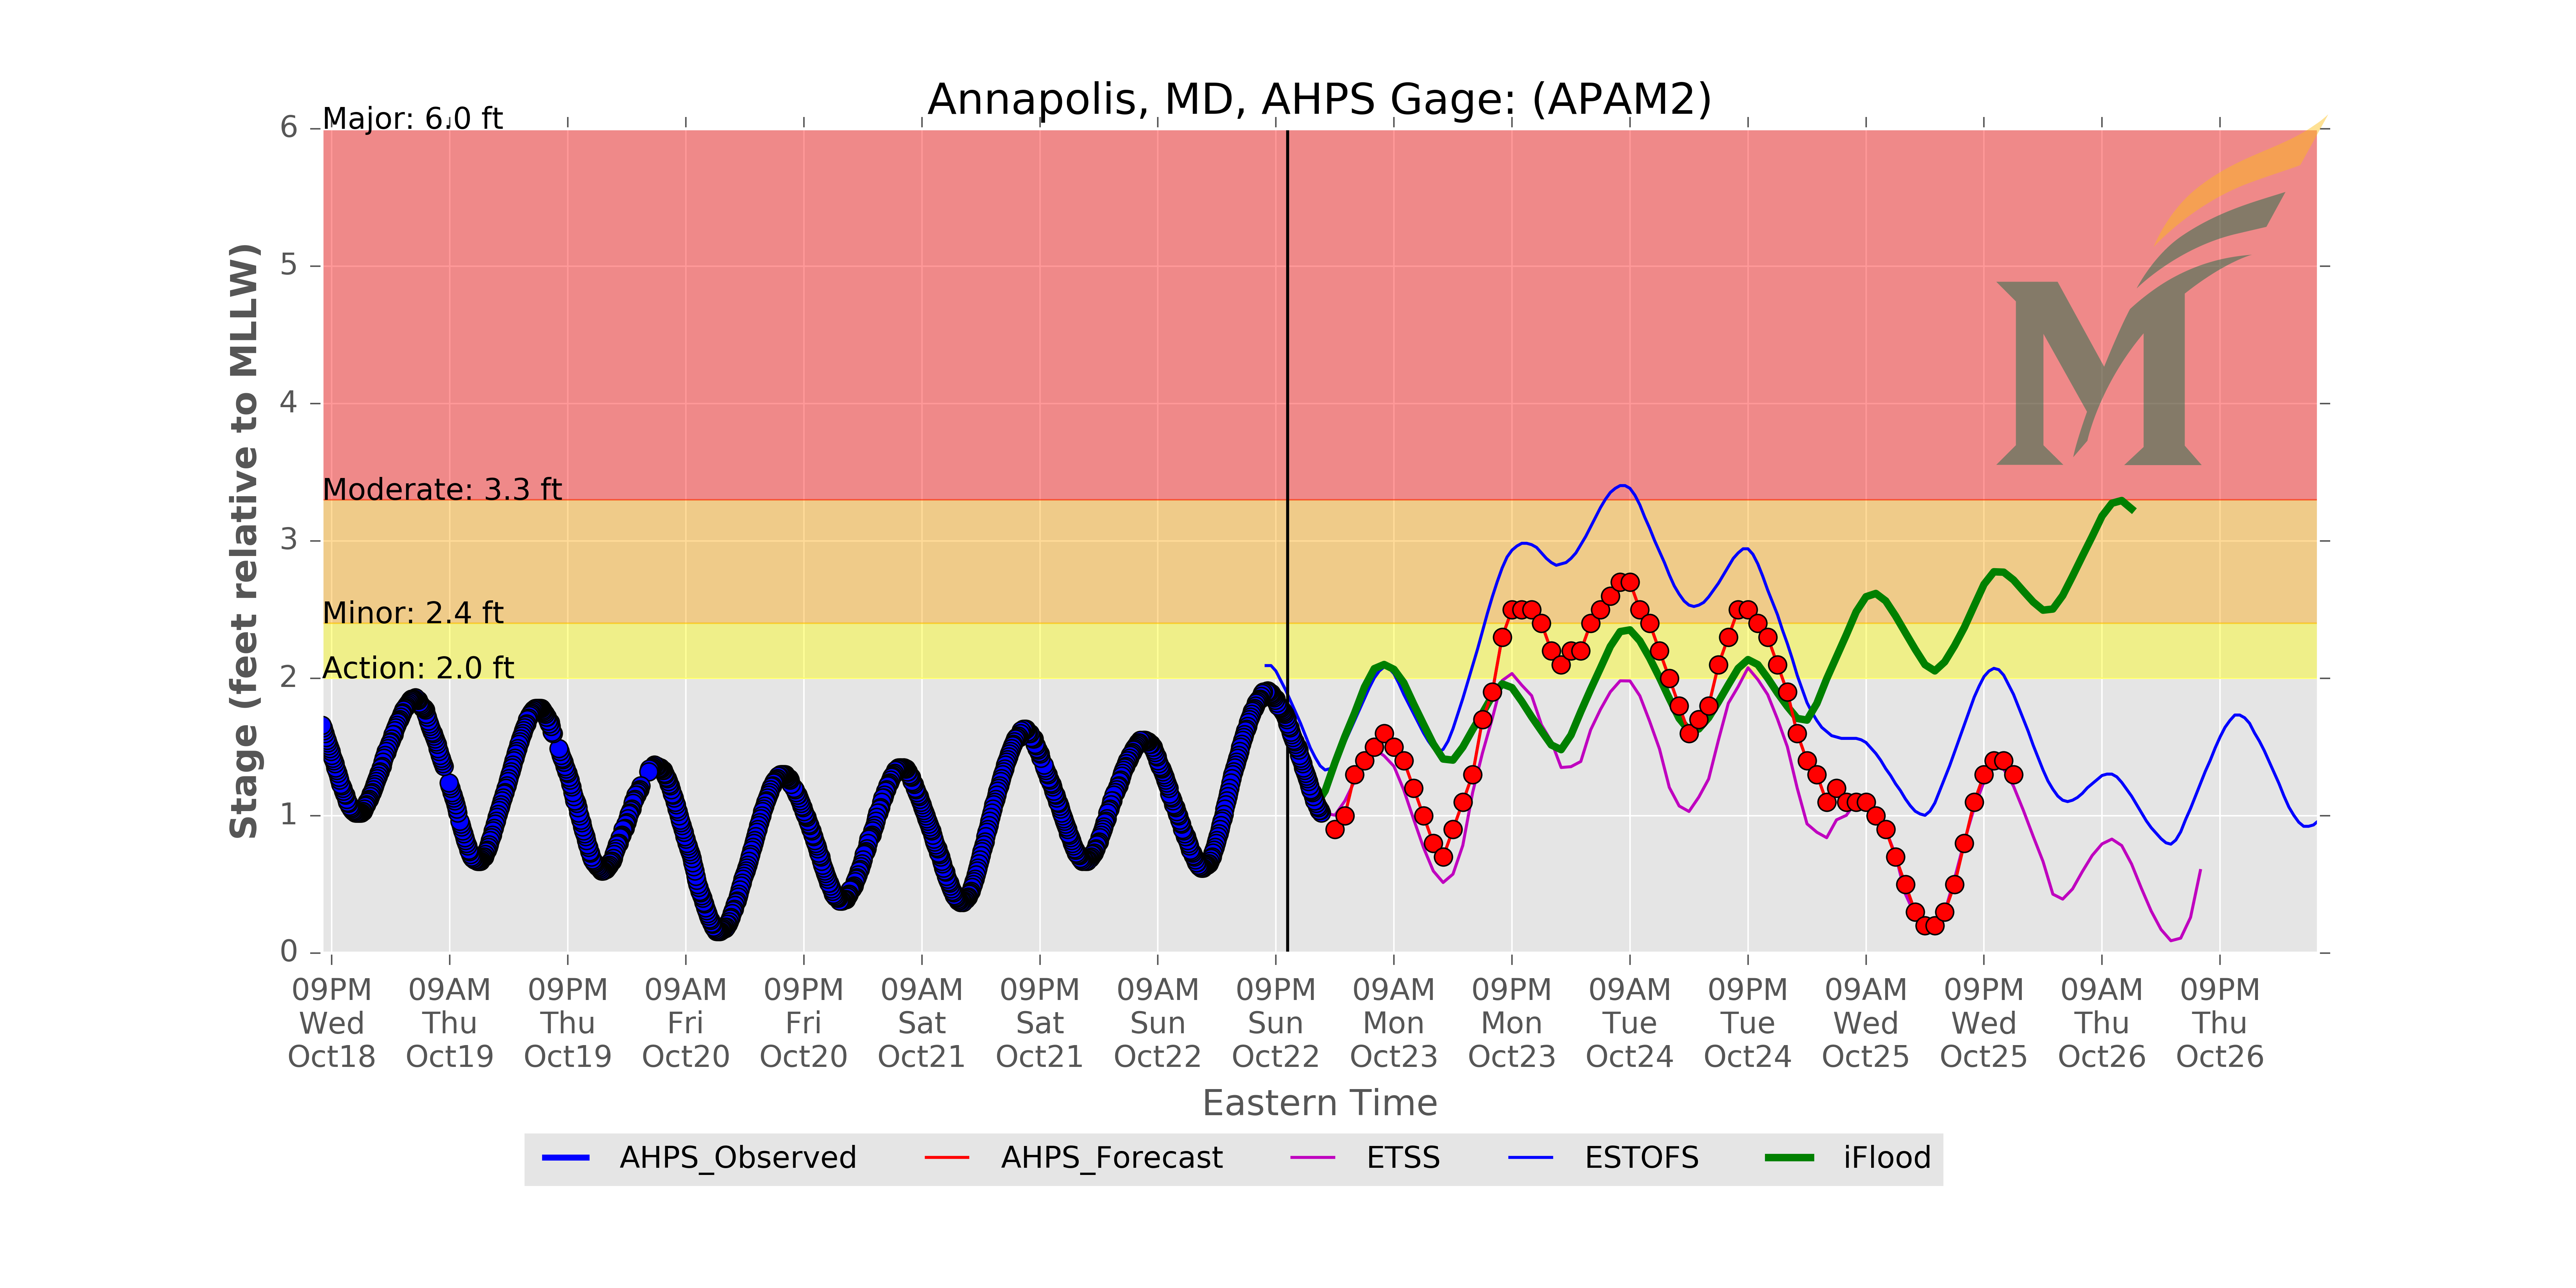 Annapolis, MD, AHPS Gage: (APAM2)
Major: 6.0 ft
Moderate: 3.3 ft
Minor: 2.4 ft
Action: 2.0 ft
Stage (feet relative to MLLW)
6
5
4
3
2
1
0
09PM 09AM 09PM 09AM 09PM 09AM 09PM 09AM 09PM 09AM 09PM 09AM 09PM 09AM 09PM 09AM 09PM
Wed Thu Thu Fri Fri Sat Sat Sun Sun Mon Mon Tue Tue Wed Wed Thu Thu
Oct18 Oct19 Oct19 Oct20 Oct20 Oct21 Oct21 Oct22 Oct22 Oct23 Oct23 Oct24 Oct24 Oct25 Oct25 Oct26 Oct26
Eastern Time
AHPS_Observed AHPS_Forecast ETSS ESTOFS iFlood
M